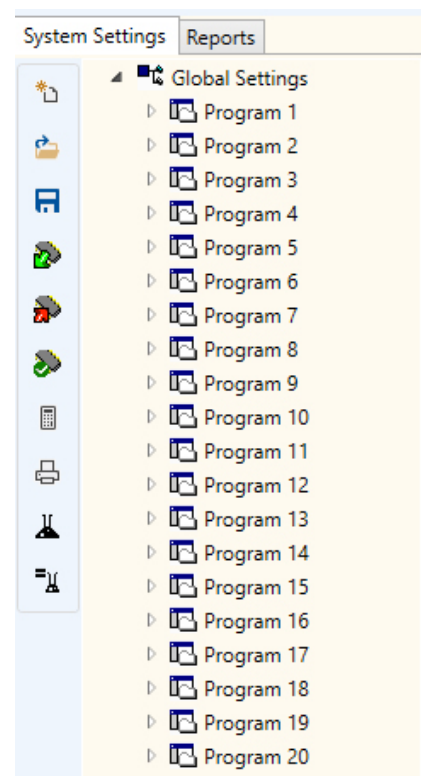 System Settings Reports
Global Settings
Program 1
Program 2
Program 3
Program 4
Program 5
Program 6
Program 7
Program 8
Program 9
Program 10
Program 11
Program 12
Program 13
Program 14
Program 15
Program 16
Program 17
Program 18
Program 19
Program 20